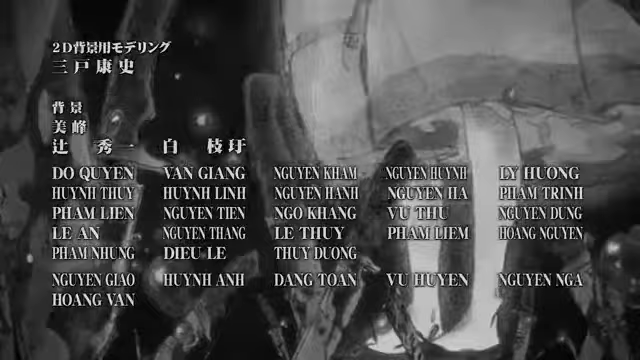 2D背景用モデリング
三戸康史
背景
美峰
辻 秀一 白 枝玗
DO QUYEN VAN GIANG NGUYEN KHAM NGUYEN HUYNH LY HUONG
HUYNH THUY HUYNH LINH NGUYEN HANH NGUYEN HA PHAM TRINH
PHAM LIEN NGUYEN TIEN NGO KHANG VU THU NGUYEN DUNG
LE AN NGUYEN THANG LE THUY PHAM LIEM HOANG NGUYEN
PHAM NHUNG DIEU LE THUY DUONG
NGUYEN GIAO HUYNH ANH DANG TOAN VU HUYEN NGUYEN NGA
HOANG VAN